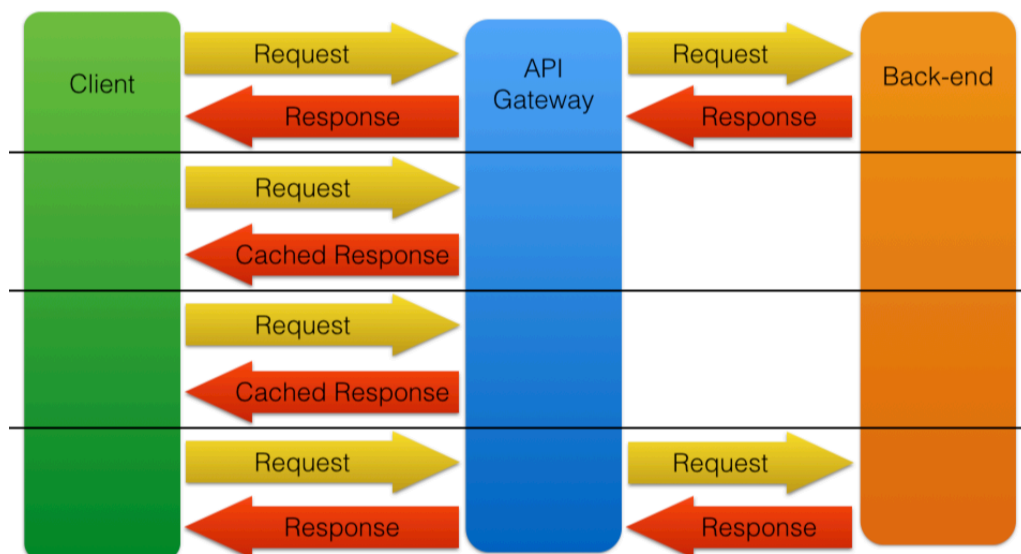 Client
Request
API
Gateway
Request
Back-end
Response
Response
Request
Cached Response
Request
Cached Response
Request
Request
Response
Response